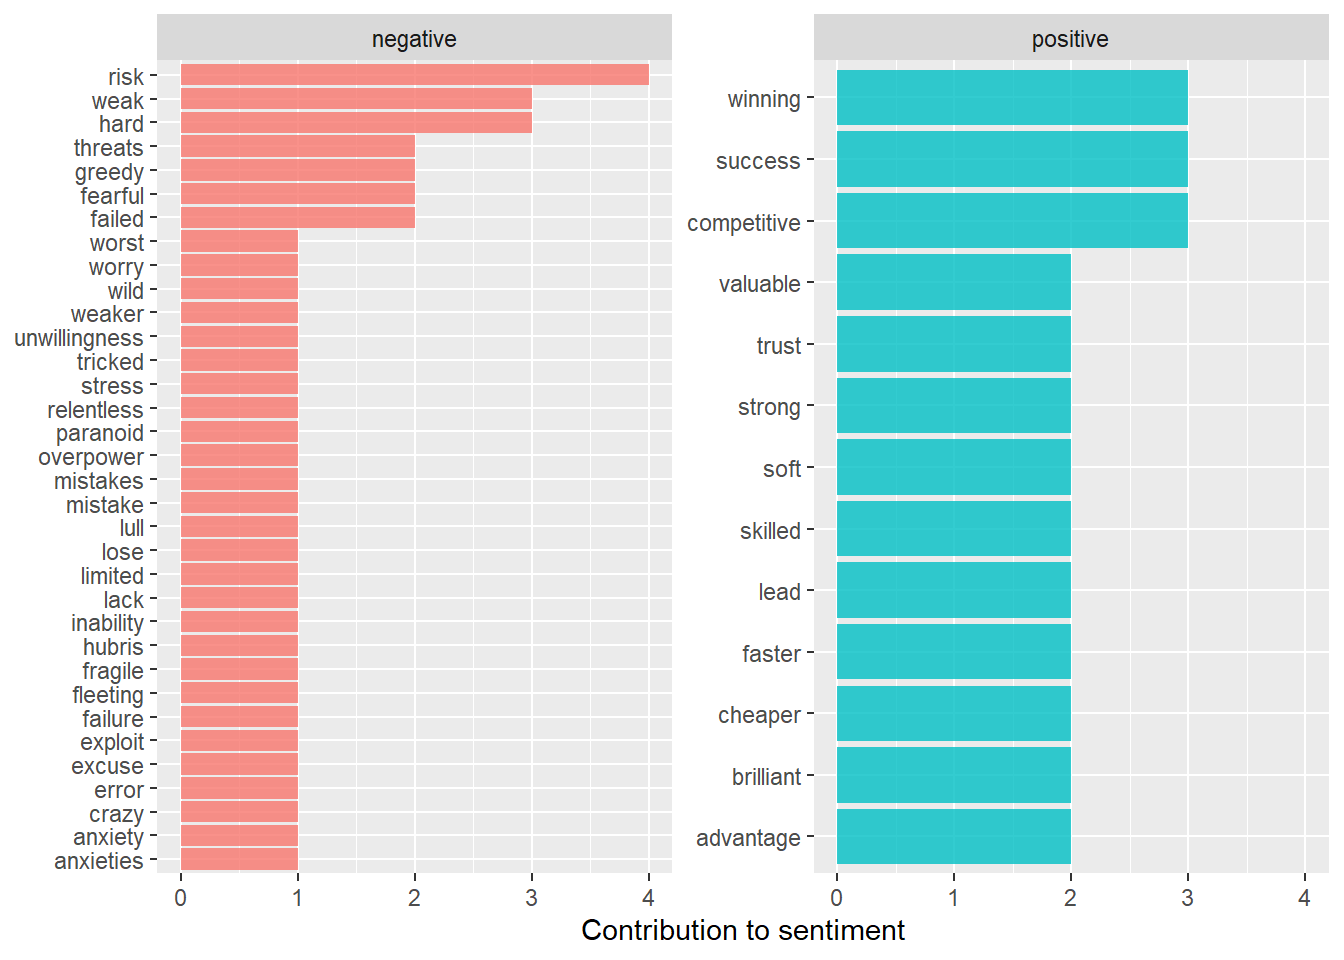 negative
risk
weak
hard
threats
greedy
fearful
failed
worst
worry
wild
weaker
unwillingness
tricked
stress
relentless
paranoid
overpower
mistakes
mistake
lull
lose
limited
lack
inability
hubris
fragile
fleeting
failure
exploit
excuse
error
crazy
anxiety
anxieties
0 1 2 3 4
positive
winning
success
competitive
valuable
trust
strong
soft
skilled
lead
faster
cheaper
brilliant
advantage
0 1 2 3 4
Contribution to sentiment